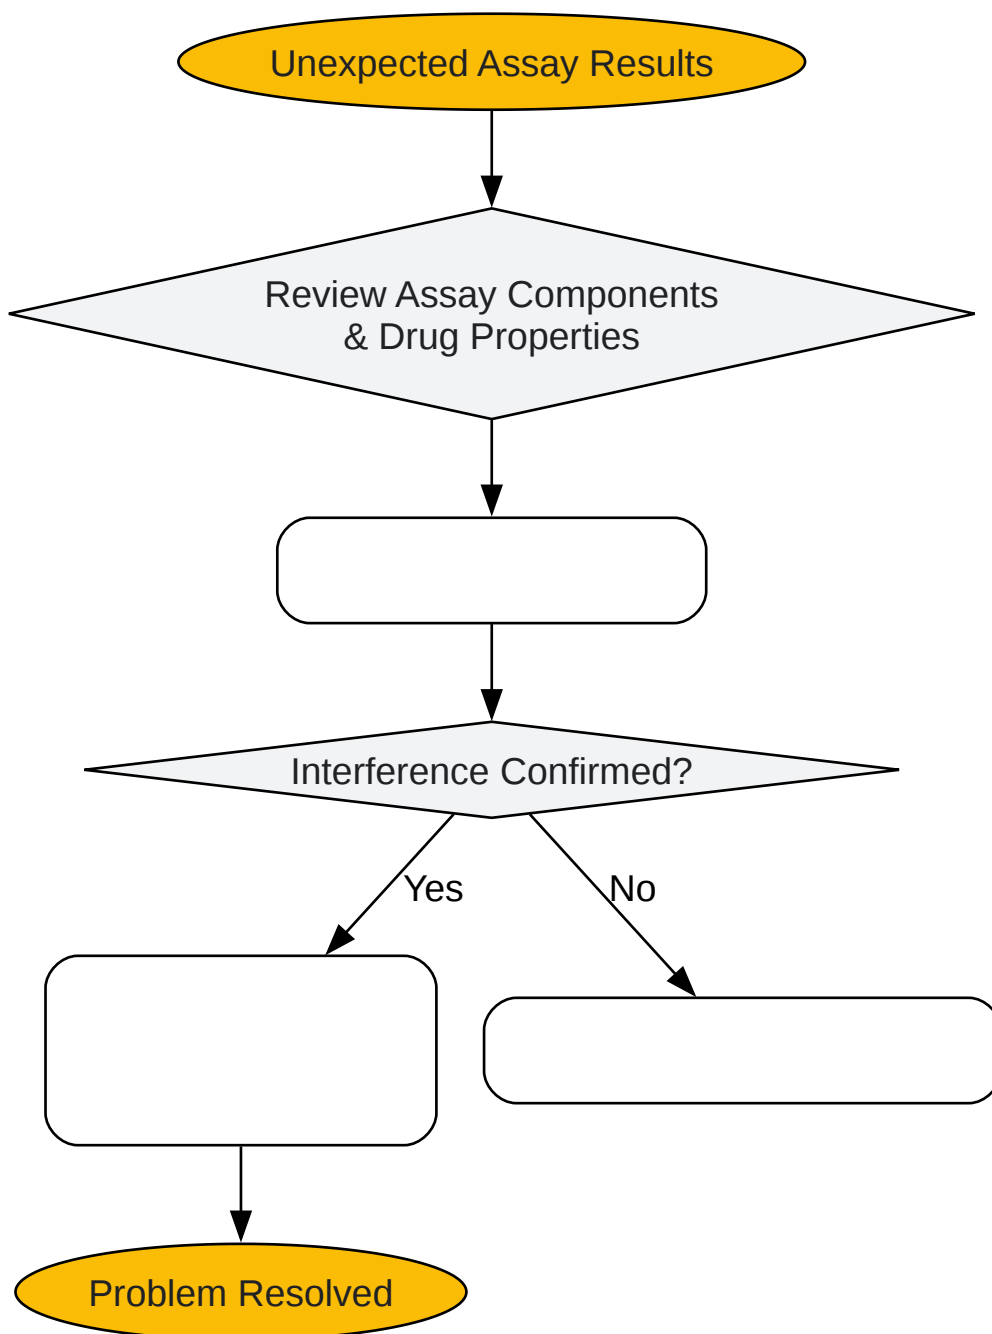 Unexpected Assay Results
Review Assay Components
& Drug Properties
Interference Confirmed?
Yes
No
Problem Resolved